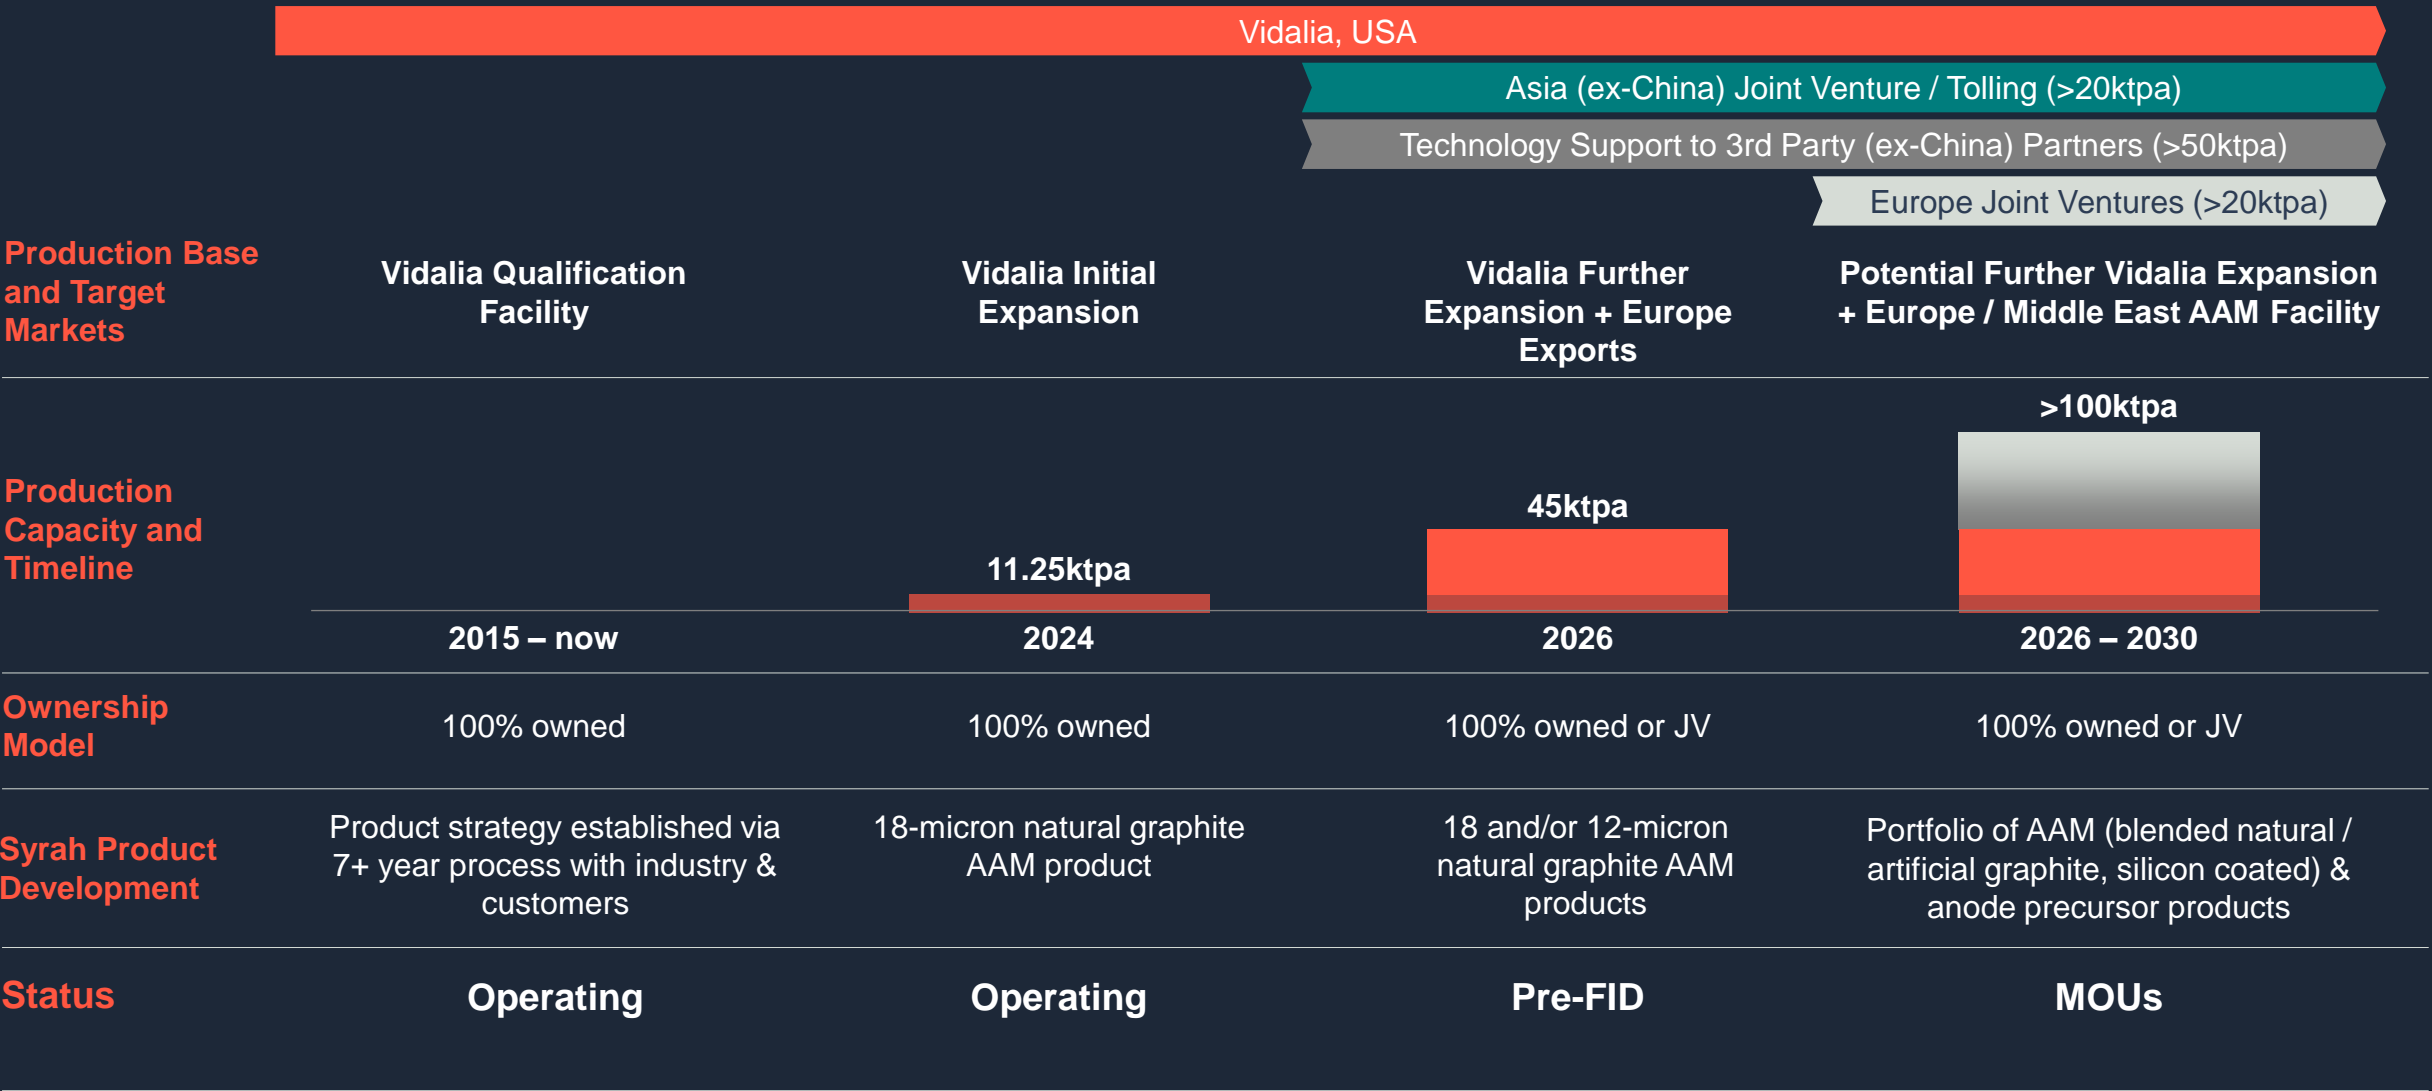 Vidalia, USA
Asia (ex-China) Joint Venture / Tolling (>20ktpa)
Technology Support to 3rd Party (ex-China) Partners (>50ktpa)
Europe Joint Ventures (>20ktpa)
Production Base
and Target
Markets
Vidalia Qualification
Facility
Vidalia Initial
Expansion
Vidalia Further
Expansion + Europe
Exports
Potential Further Vidalia Expansion
+ Europe / Middle East AAM Facility
Production
Capacity and
Timeline
11.25ktpa
45ktpa
>100ktpa
2015 – now
2024
2026
2026 – 2030
Ownership
Model
100% owned
100% owned
100% owned or JV
100% owned or JV
Syrah Product
Development
Product strategy established via
7+ year process with industry &
customers
18-micron natural graphite
AAM product
18 and/or 12-micron
natural graphite AAM
products
Portfolio of AAM (blended natural /
artificial graphite, silicon coated) &
anode precursor products
Status
Operating
Operating
Pre-FID
MOUs